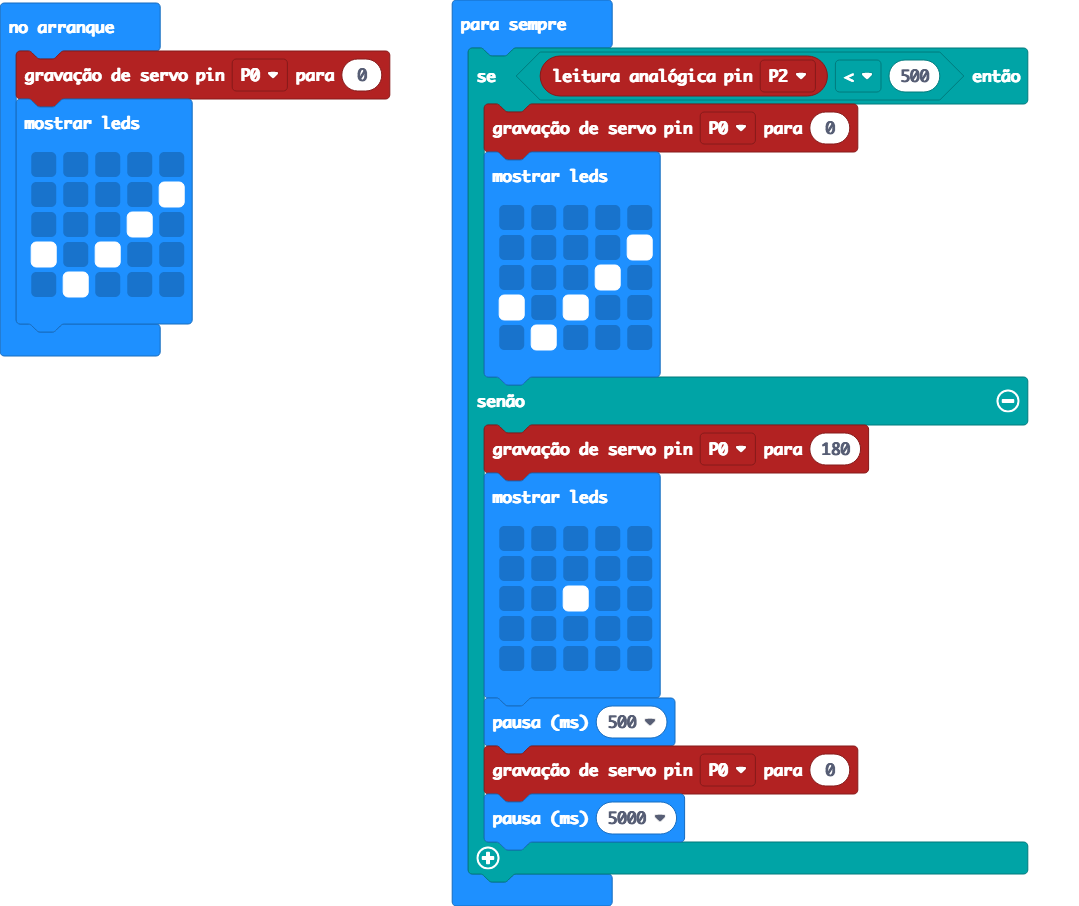 no arranque
gravação de servo pin P0 para 0
mostrar leds
para sempre
se leitura analógica pin P2 < 500 então
gravação de servo pin P0 para 0
mostrar leds
senão
gravação de servo pin P0 para 180
mostrar leds
pausa (ms) 500
gravação de servo pin P0 para 0
pausa (ms) 5000